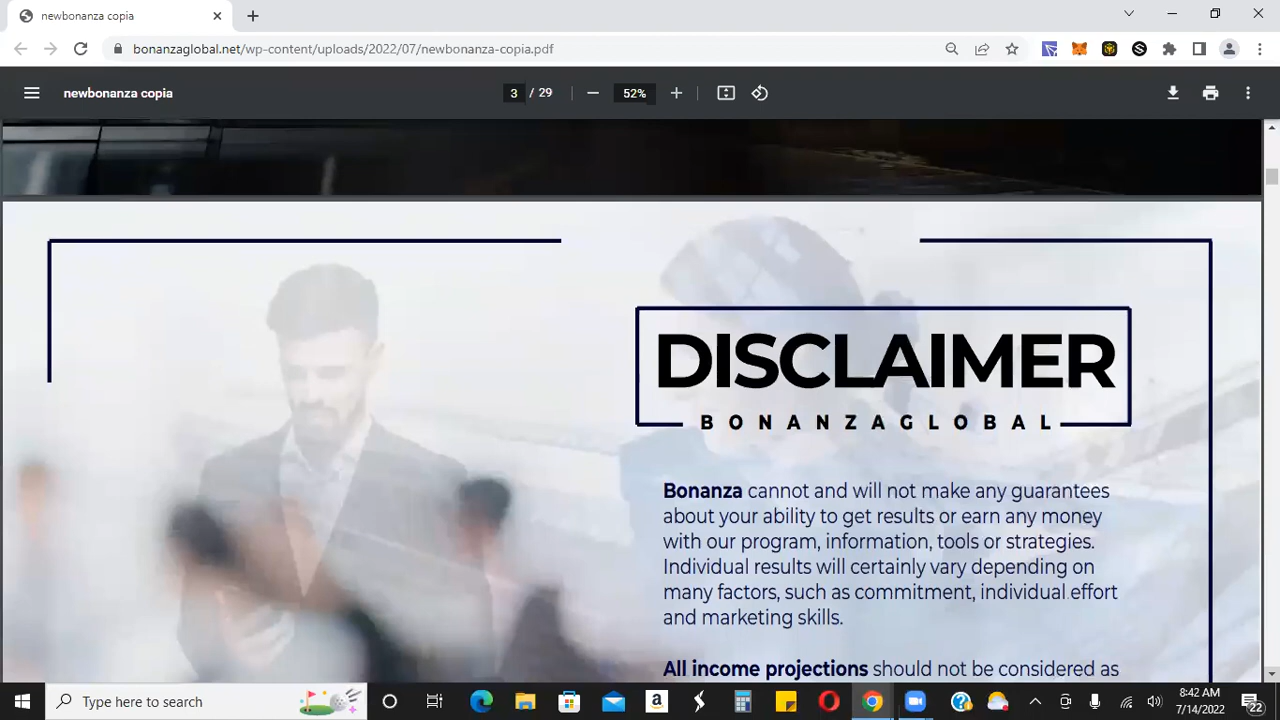 newbonanza copia
bonanzaglobal.net/wp-content/uploads/2022/07/newbonanza-copia.pdf
newbonanza copia
3 / 29
52%
DISCLAIMER
BONANZAGLOBAL
Bonanza cannot and will not make any guarantees
about your ability to get results or earn any money
with our program, information, tools or strategies.
Individual results will certainly vary depending on
many factors, such as commitment, individual effort
and marketing skills.
All income projections should not be considered as
Type here to search
8:42 AM
7/14/2022
22